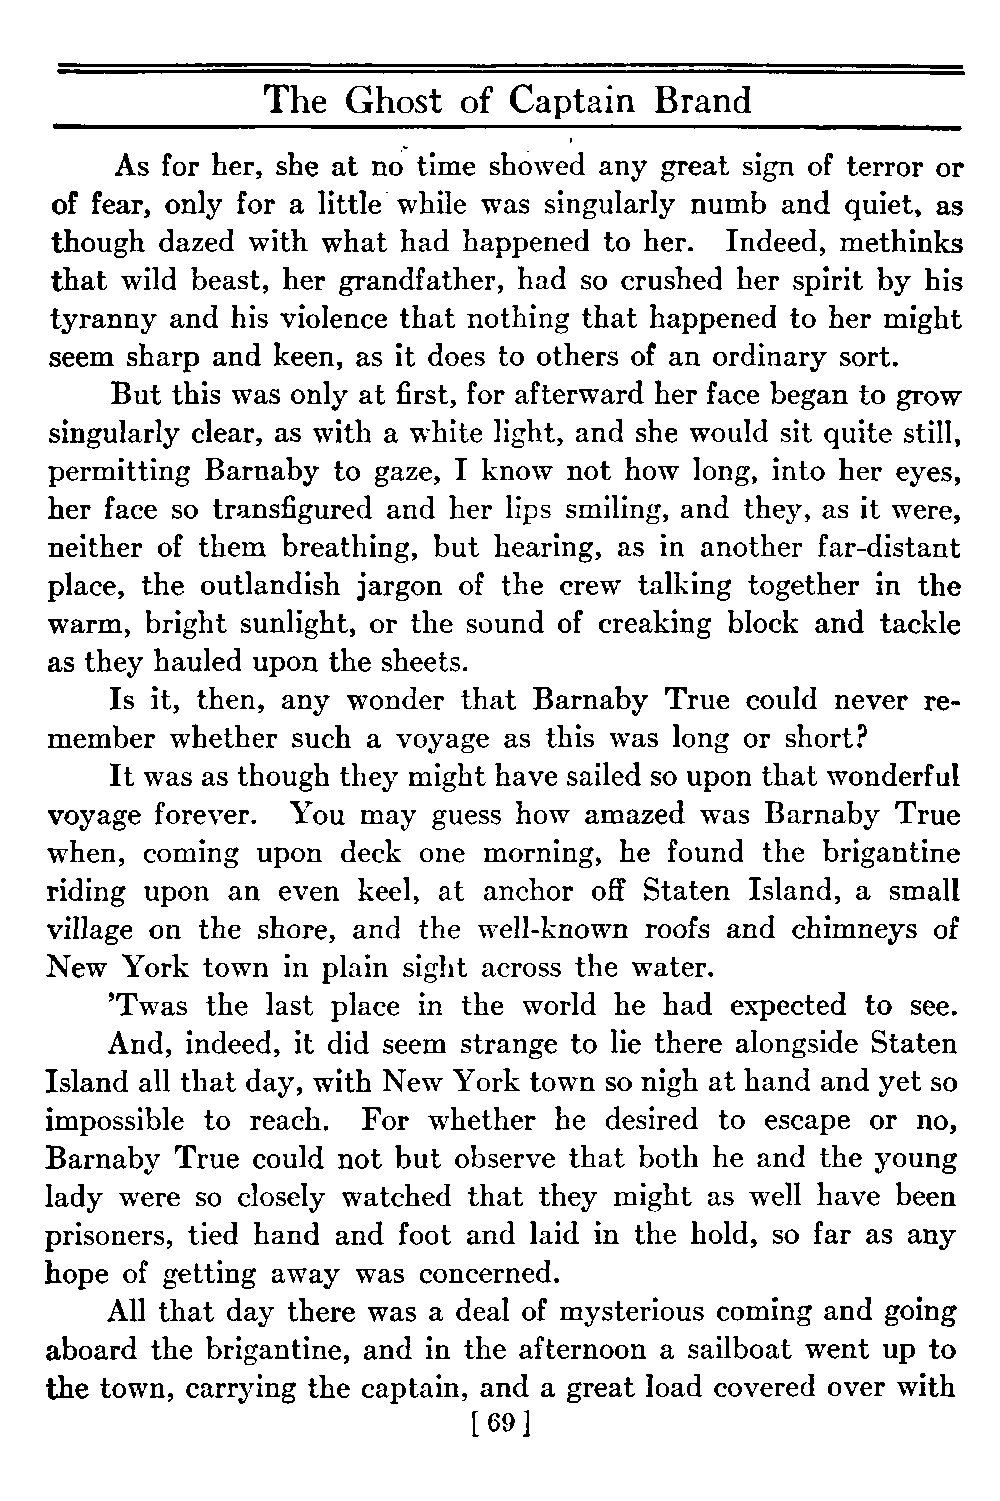 The Ghost of Captain Brand
As for her, she at no time showed any great sign of terror or
of fear, only for a little while was singularly numb and quiet, as
though dazed with what had happened to her. Indeed, methinks
that wild beast, her grandfather, had so crushed her spirit by his
tyranny and his violence that nothing that happened to her might
seem sharp and keen, as it does to others of an ordinary sort.
But this was only at first, for afterward her face began to grow
singularly clear, as with a white light, and she would sit quite still,
permitting Barnaby to gaze, I know not how long, into her eyes,
her face so transfigured and her lips smiling, and they, as it were,
neither of them breathing, but hearing, as in another far-distant
place, the outlandish jargon of the crew talking together in the
warm, bright sunlight, or the sound of creaking block and tackle
as they hauled upon the sheets.
Is it, then, any wonder that Barnaby True could never re-
member whether such a voyage as this was long or short?
It was as though they might have sailed so upon that wonderful
voyage forever. You may guess how amazed was Barnaby True
when, coming upon deck one morning, he found the brigantine
riding upon an even keel, at anchor off Staten Island, a small
village on the shore, and the well-known roofs and chimneys of
New York town in plain sight across the water.
'Twas the last place in the world he had expected to see.
And, indeed, it did seem strange to lie there alongside Staten
Island all that day, with New York town so nigh at hand and yet so
impossible to reach. For whether he desired to escape or no,
Barnaby True could not but observe that both he and the young
lady were so closely watched that they might as well have been
prisoners, tied hand and foot and laid in the hold, so far as any
hope of getting away was concerned.
All that day there was a deal of mysterious coming and going
aboard the brigantine, and in the afternoon a sailboat went up to
the town, carrying the captain, and a great load covered over with
[ 69 ]